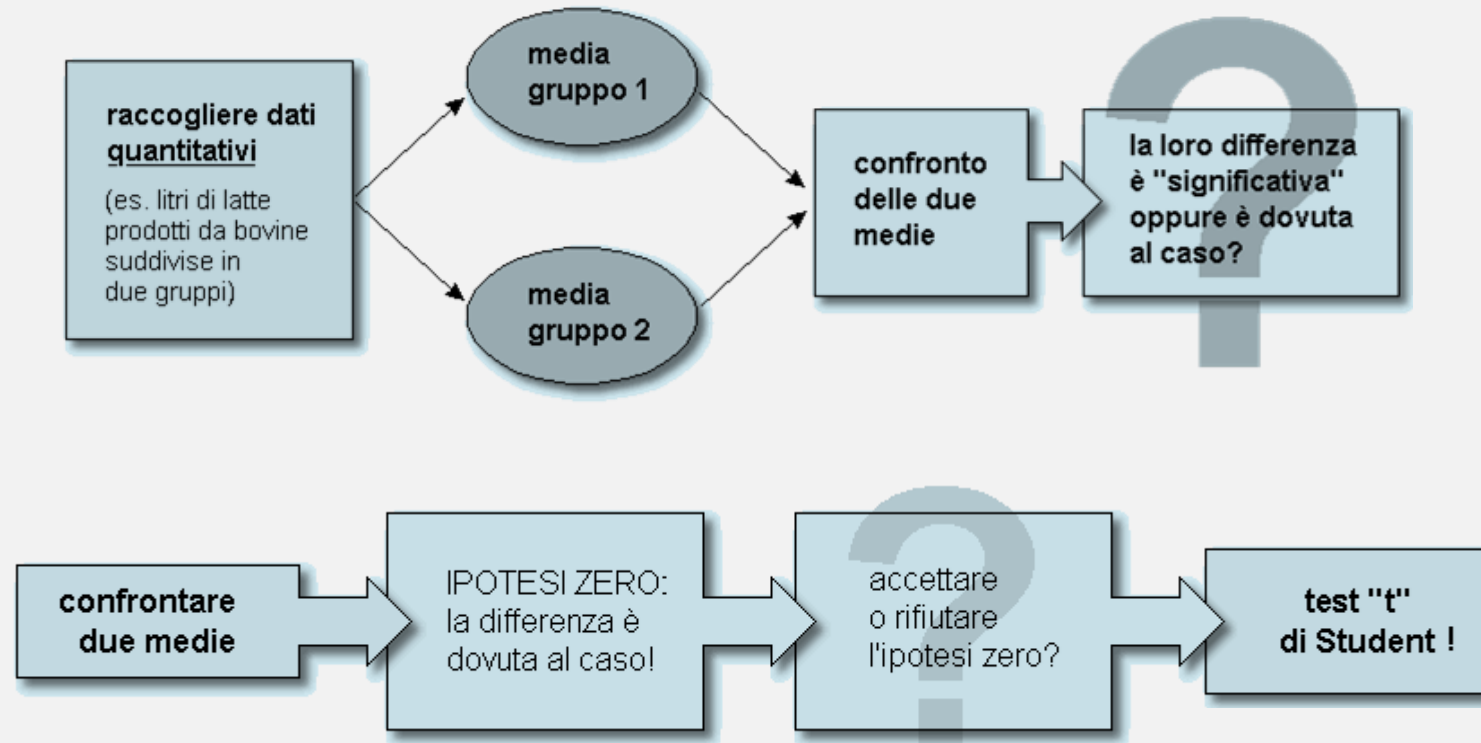 raccogliere dati
quantitativi
(es. litri di latte
prodotti da bovine
suddivise in
due gruppi)
media
gruppo 1
media
gruppo 2
confronto
delle due
medie
?
la loro differenza
è "significativa"
oppure è dovuta
al caso?
confrontare
due medie
IPOTESI ZERO:
la differenza è
dovuta al caso!
?
accettare
o rifiutare
l'ipotesi zero?
test "t"
di Student !